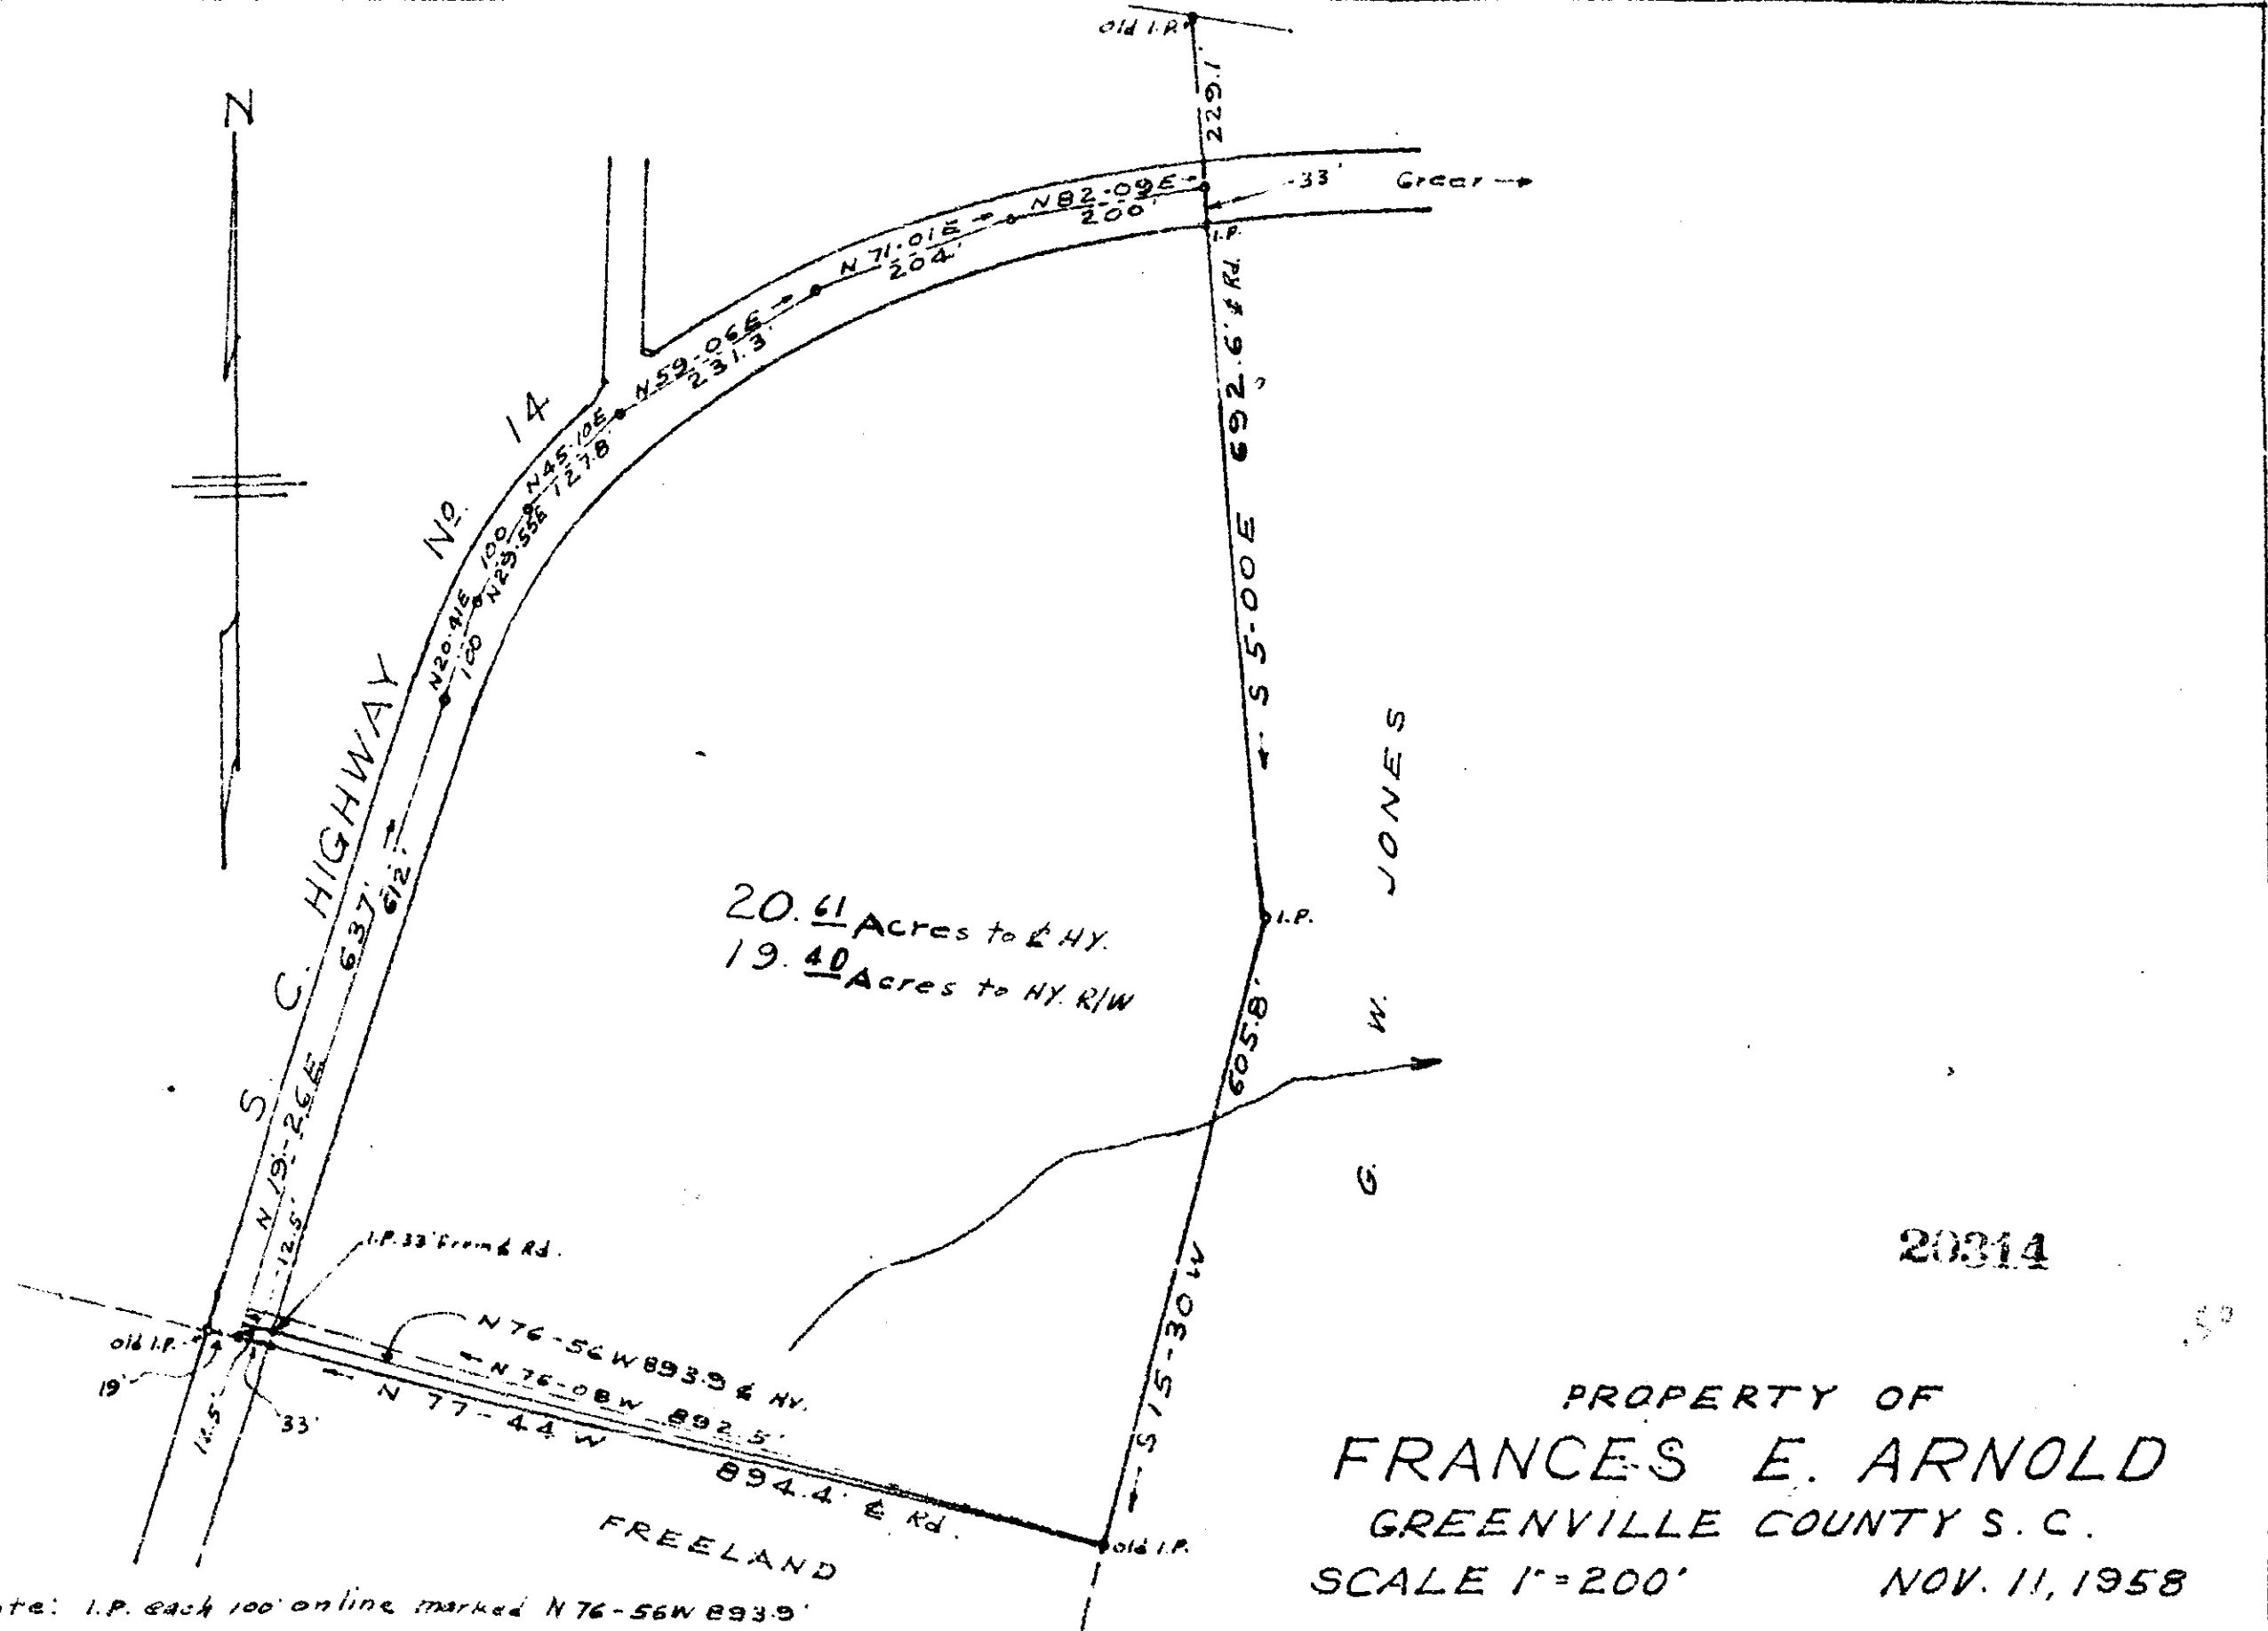 Old I.P.
N
229.1'
33'
Greer
N 82-09E
200'
N 71-01E
204'
I.P.
N 59-06E
231.3'
S 5-00E 692.6' ℄ Rd.
N 45-10E
127.8'
100
N 29-55E
N 20-41E
100
S. C. HIGHWAY No. 14
637'
612'
N 19-26E
12.5'
20.61 Acres to ℄ HY.
19.40 Acres to HY. R/W
I.P.
605.8'
S 15-30W
G. W. JONES
I.P. 33' from ℄ Rd.
Old I.P.
19'
33'
N 76-56W 893.9 ℄ HY.
N 76-08W 892.5'
N 77-44W 894.4' ℄ Rd.
Old I.P.
FREELAND
20314
PROPERTY OF
FRANCES E. ARNOLD
GREENVILLE COUNTY S. C.
SCALE 1" = 200' NOV. 11, 1958
te: I.P. each 100' on line marked N 76-56W 893.9'